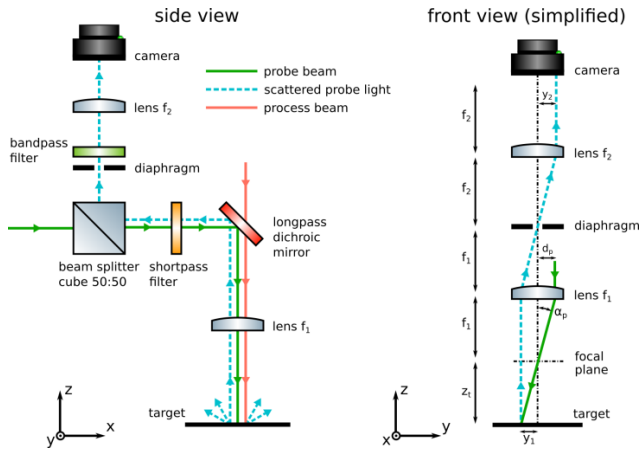 side view
camera
lens f₂
bandpass
filter
diaphragm
beam splitter
cube 50:50
shortpass
filter
longpass
dichroic
mirror
lens f₁
target
z
y
x
probe beam
scattered probe light
process beam
front view (simplified)
camera
y₂
f₂
lens f₂
f₂
diaphragm
f₁
dₚ
lens f₁
αₚ
f₁
focal
plane
zₜ
target
y₁
z
x
y